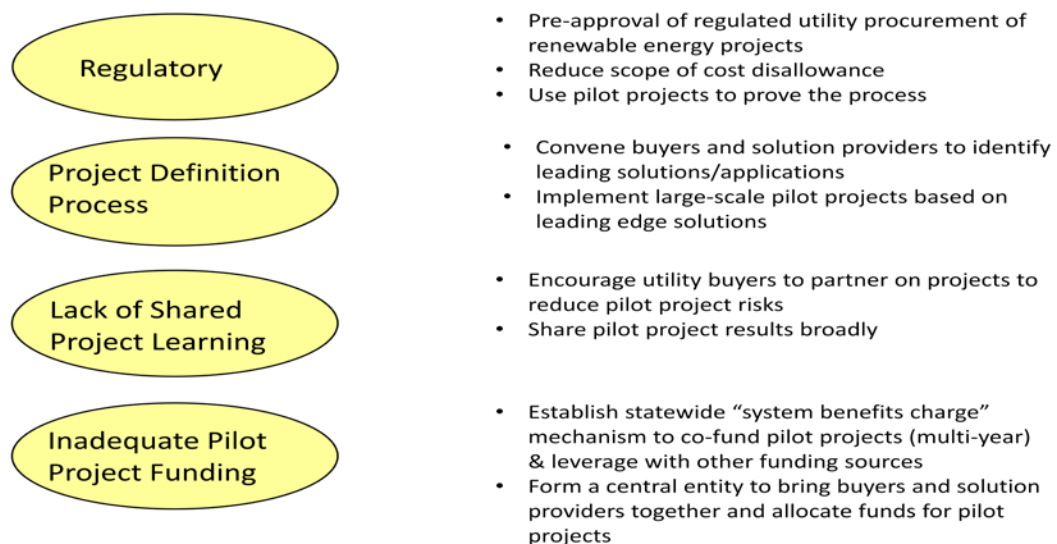 Regulatory
• Pre-approval of regulated utility procurement of
renewable energy projects
• Reduce scope of cost disallowance
• Use pilot projects to prove the process
Project Definition
Process
• Convene buyers and solution providers to identify
leading solutions/applications
• Implement large-scale pilot projects based on
leading edge solutions
Lack of Shared
Project Learning
• Encourage utility buyers to partner on projects to
reduce pilot project risks
• Share pilot project results broadly
Inadequate Pilot
Project Funding
• Establish statewide “system benefits charge”
mechanism to co-fund pilot projects (multi-year)
& leverage with other funding sources
• Form a central entity to bring buyers and solution
providers together and allocate funds for pilot
projects